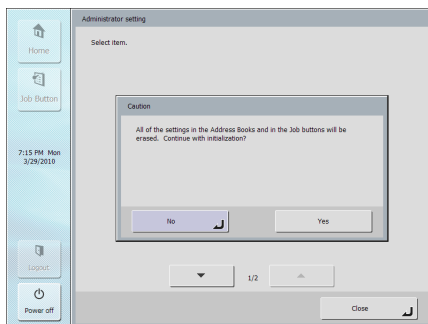 Administrator setting
Home
Select item.
Job Button
Caution
All of the settings in the Address Books and in the Job buttons will be
erased. Continue with initialization?
7:15 PM Mon
3/29/2010
No
Yes
Logout
1/2
Power off
Close